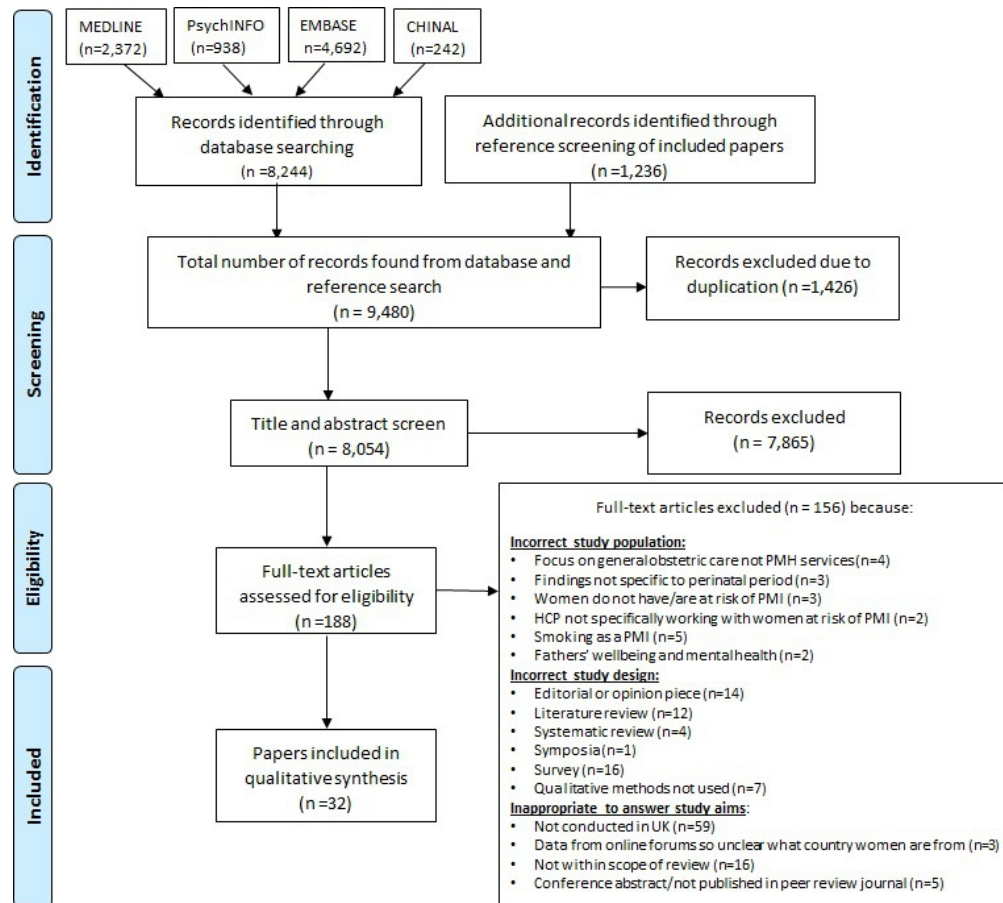 MEDLINE
(n=2,372)
PsychINFO
(n=938)
EMBASE
(n=4,692)
CHINAL
(n=242)
Identification
Records identified through
database searching
(n =8,244)
Additional records identified through
reference screening of included papers
(n =1,236)
Screening
Total number of records found from database and
reference search
(n = 9,480)
Records excluded due to
duplication (n =1,426)
Title and abstract screen
(n = 8,054)
Records excluded
(n = 7,865)
Eligibility
Full-text articles
assessed for eligibility
(n =188)
Full-text articles excluded (n = 156) because:
Incorrect study population:
• Focus on general obstetric care not PMH services(n=4)
• Findings not specific to perinatal period(n=3)
• Women do not have/are at risk of PMI (n=3)
• HCP not specifically working with women at risk of PMI (n=2)
• Smoking as a PMI (n=5)
• Fathers' wellbeing and mental health (n=2)
Incorrect study design:
• Editorial or opinion piece (n=14)
• Literature review (n=12)
• Systematic review (n=4)
• Symposia (n=1)
• Survey (n=16)
• Qualitative methods not used (n=7)
Inappropriate to answer study aims:
• Not conducted in UK (n=59)
• Data from online forums so unclear what country women are from (n=3)
• Not within scope of review (n=16)
• Conference abstract/not published in peer review journal (n=5)
Included
Papers included in
qualitative synthesis
(n =32)